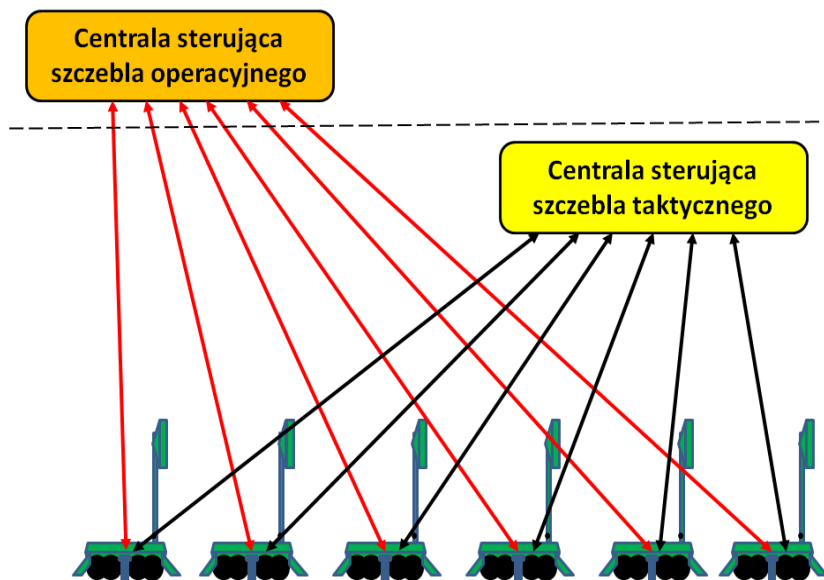 Centrala sterująca
szczebla operacyjnego
Centrala sterująca
szczebla taktycznego